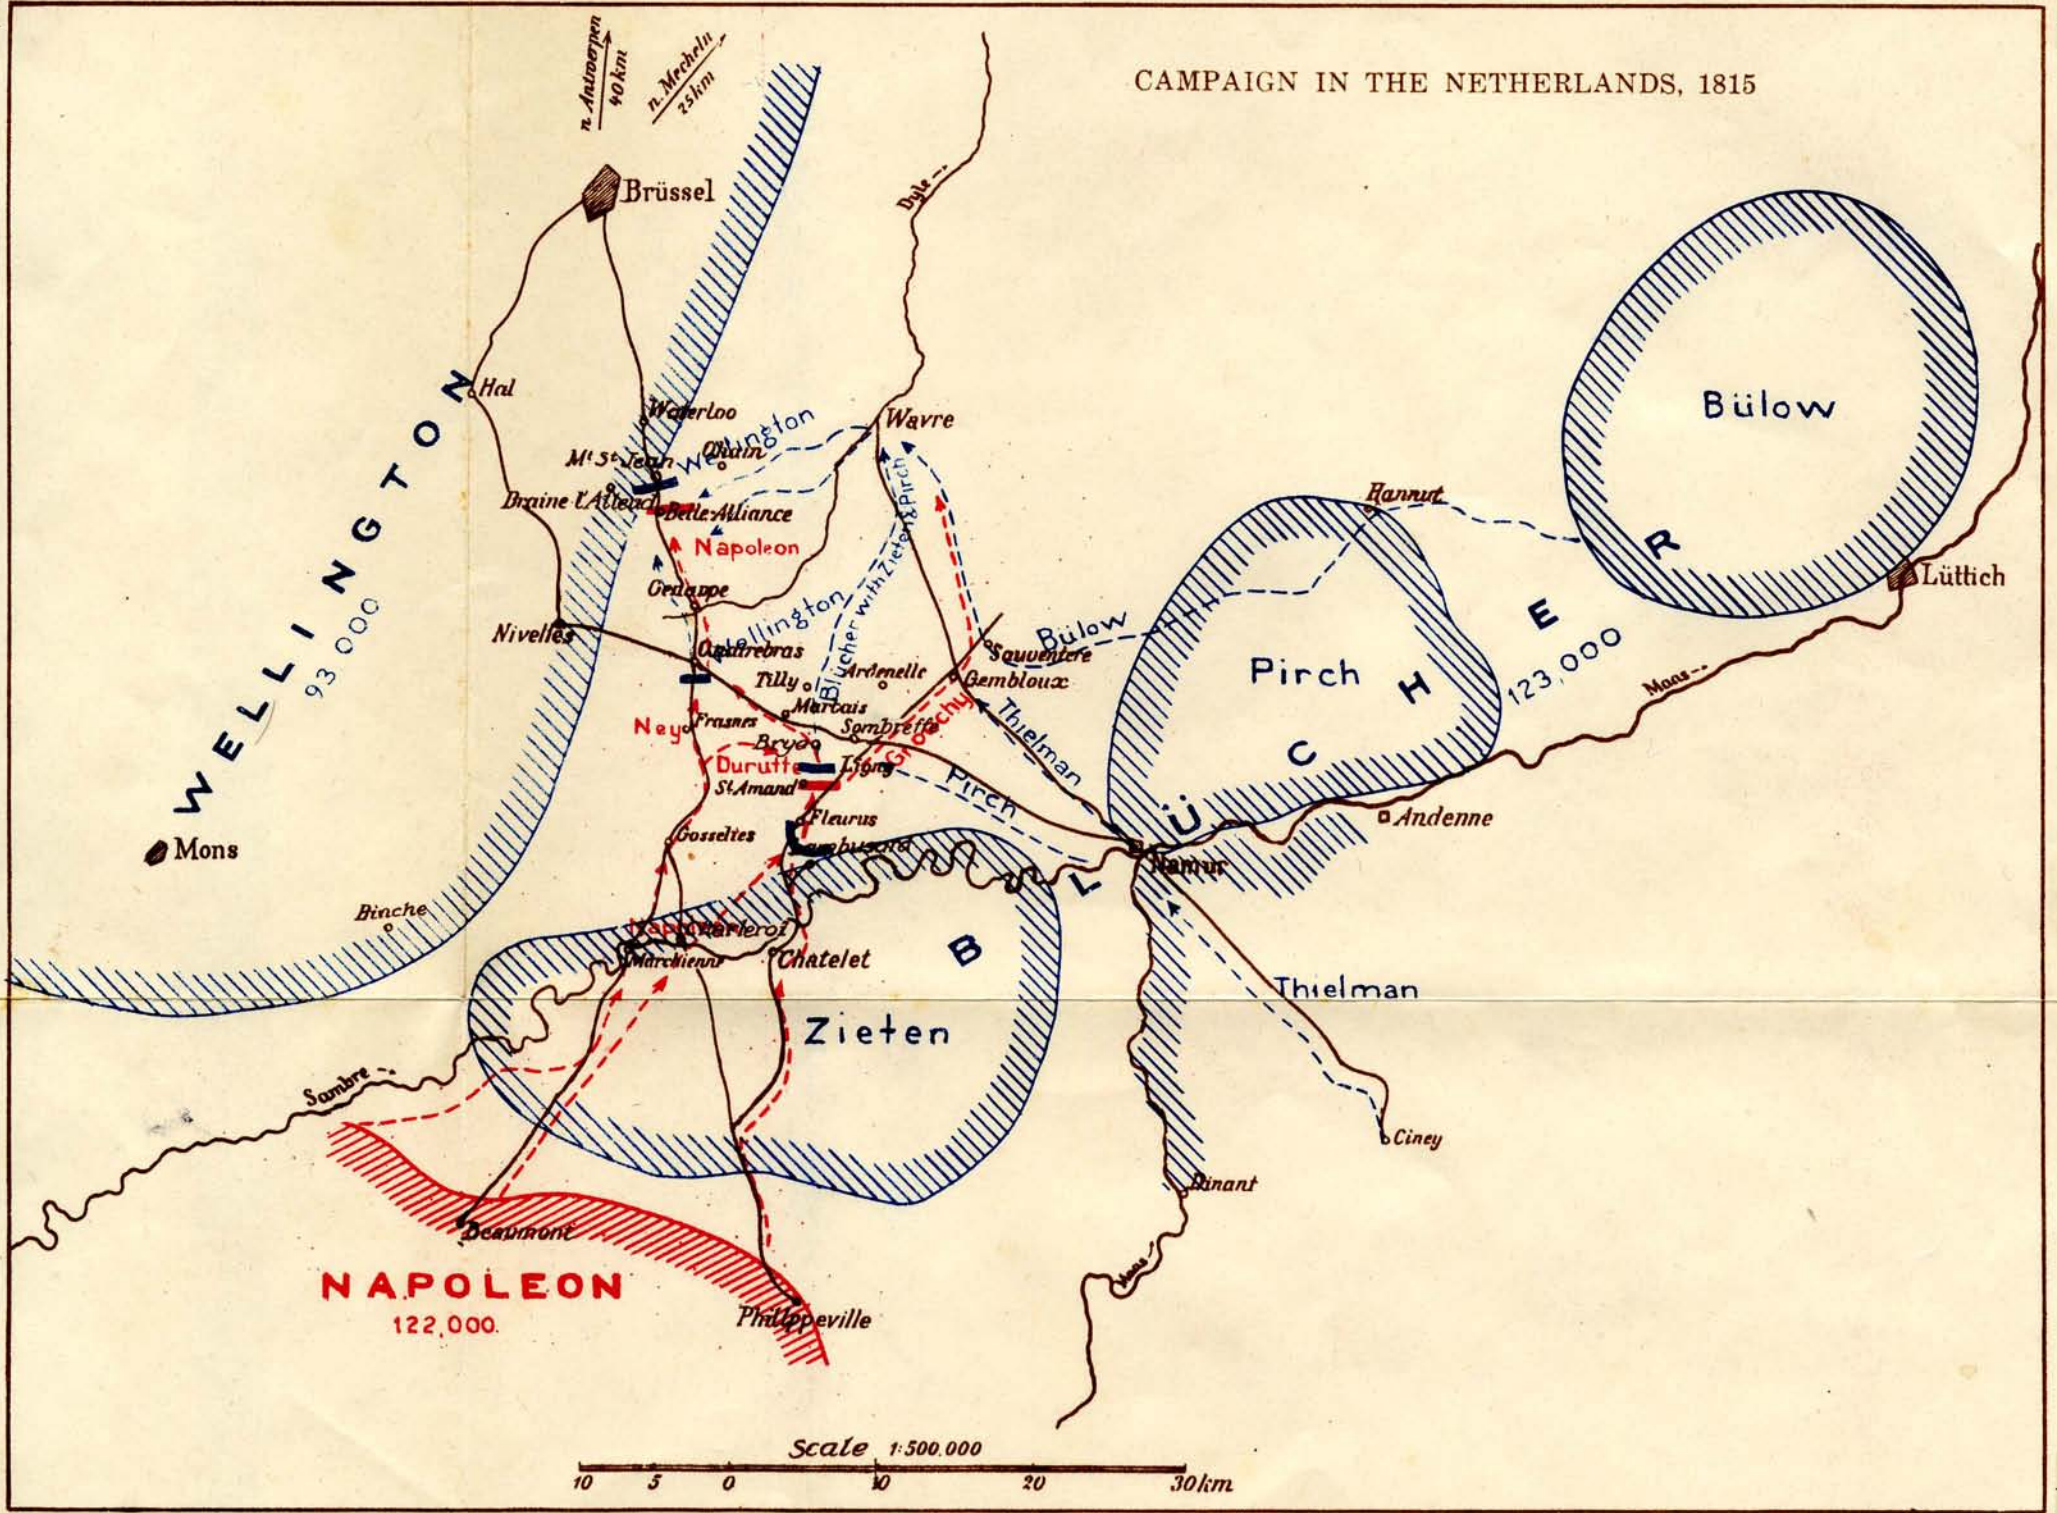 CAMPAIGN IN THE NETHERLANDS, 1815
n Antwerpen
40 km
n. Mecheln
25 km
Brüssel
Dyle
Hal
WELLINGTON
93 000
Waterloo
Wellington
Ohain
Wavre
Mt St Jean
Braine l'Alleud
Belle-Alliance
Napoleon
Genappe
Nivelles
Wellington
Quatrebras
Blücher with Zieten & Pirch
Bülow
Hannut
Bülow
Lüttich
Sauvenière
Gembloux
Pirch
BLÜCHER
123,000
Maas
Tilly
Ardenelle
Marbais
Ney
Frasnes
Sombreffe
Grouchy
Thielman
Brye
Durutte
Ligny
St. Amand
Pirch
Fleurus
Gosselies
Lambusard
Andenne
Namur
Mons
Binche
Napoleon
Charleroi
Marchienne
Chatelet
Zieten
Thielman
Sambre
Ciney
Dinant
Beaumont
Maas
NAPOLEON
122,000.
Philippeville
Scale 1:500.000
10 5 0 10 20 30 km